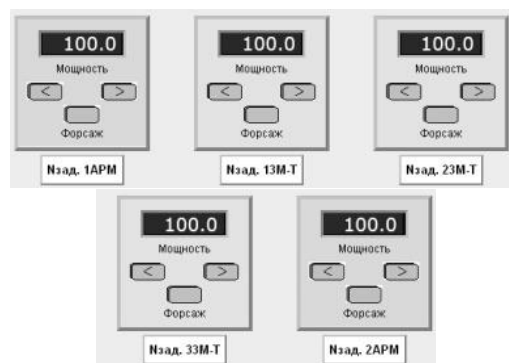 100.0 100.0 100.0
Мощность Мощность Мощность
< > < > < >
Форсаж Форсаж Форсаж
Nзад. 1АРМ Nзад. 13М-Т Nзад. 23М-Т
100.0 100.0
Мощность Мощность
< > < >
Форсаж Форсаж
Nзад. 33М-Т Nзад. 2АРМ